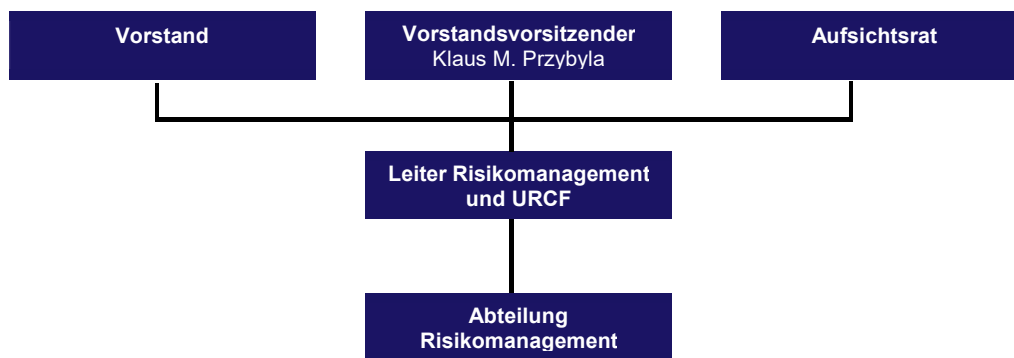 Vorstand
Vorstandsvorsitzender
Klaus M. Przybyla
Aufsichtsrat
Leiter Risikomanagement
und URCF
Abteilung
Risikomanagement